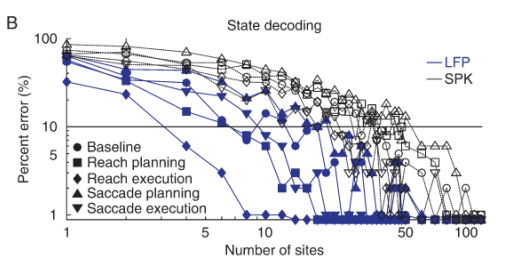 B
State decoding
100
10
5
1
Percent error (%)
LFP
SPK
Baseline
Reach planning
Reach execution
Saccade planning
Saccade execution
1
5
10
50
100
Number of sites